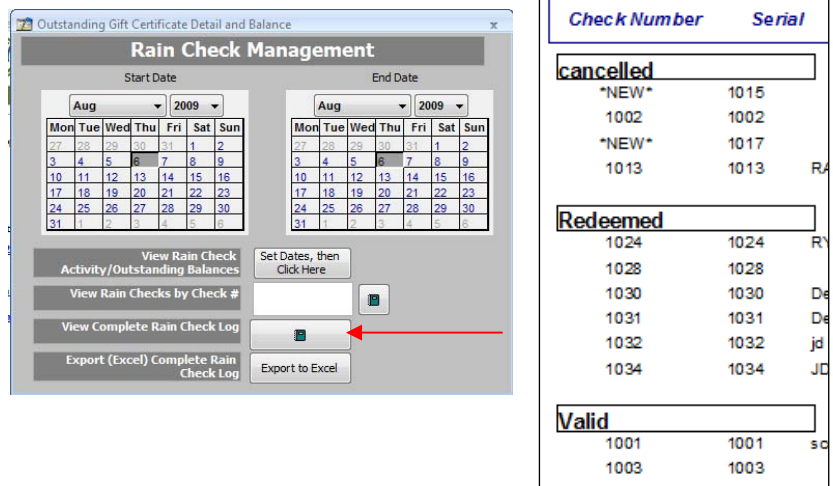 Outstanding Gift Certificate Detail and Balance x
Rain Check Management
Start Date End Date
Aug 2009 Aug 2009
Mon Tue Wed Thu Fri Sat Sun Mon Tue Wed Thu Fri Sat Sun
27 28 29 30 31 1 2 27 28 29 30 31 1 2
3 4 5 6 7 8 9 3 4 5 6 7 8 9
10 11 12 13 14 15 16 10 11 12 13 14 15 16
17 18 19 20 21 22 23 17 18 19 20 21 22 23
24 25 26 27 28 29 30 24 25 26 27 28 29 30
31 1 2 3 4 5 6 31 1 2 3 4 5 6
View Rain Check
Activity/Outstanding Balances
Set Dates, then
Click Here
View Rain Checks by Check #
View Complete Rain Check Log
Export (Excel) Complete Rain
Check Log
Export to Excel
Check Number Serial
cancelled
*NEW* 1015
1002 1002
*NEW* 1017
1013 1013 RA
Redeemed
1024 1024 RY
1028 1028
1030 1030 De
1031 1031 De
1032 1032 jd
1034 1034 JD
Valid
1001 1001 sc
1003 1003